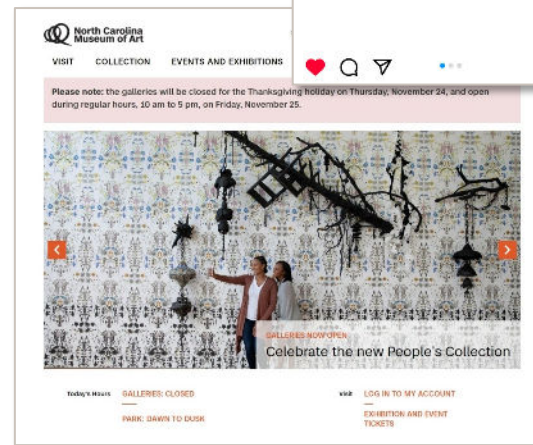 North Carolina
Museum of Art
VISIT COLLECTION EVENTS AND EXHIBITIONS
Please note: the galleries will be closed for the Thanksgiving holiday on Thursday, November 24, and open
during regular hours, 10 am to 5 pm, on Friday, November 25.
GALLERIES NOW OPEN
Celebrate the new People's Collection
Today's Hours GALLERIES: CLOSED Visit LOG IN TO MY ACCOUNT
PARK: DAWN TO DUSK EXHIBITION AND EVENT
TICKETS